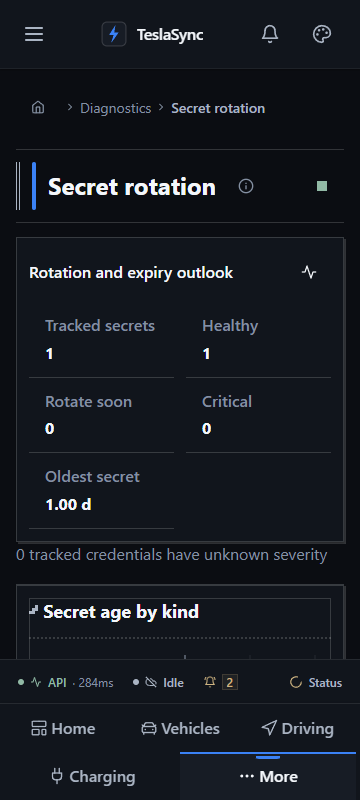 TeslaSync
Diagnostics
Secret rotation
Secret rotation
Rotation and expiry outlook
Tracked secrets
1
Healthy
1
Rotate soon
0
Critical
0
Oldest secret
1.00 d
0 tracked credentials have unknown severity
Secret age by kind
API · 284ms
Idle
2
Status
Home
Vehicles
Driving
Charging
More